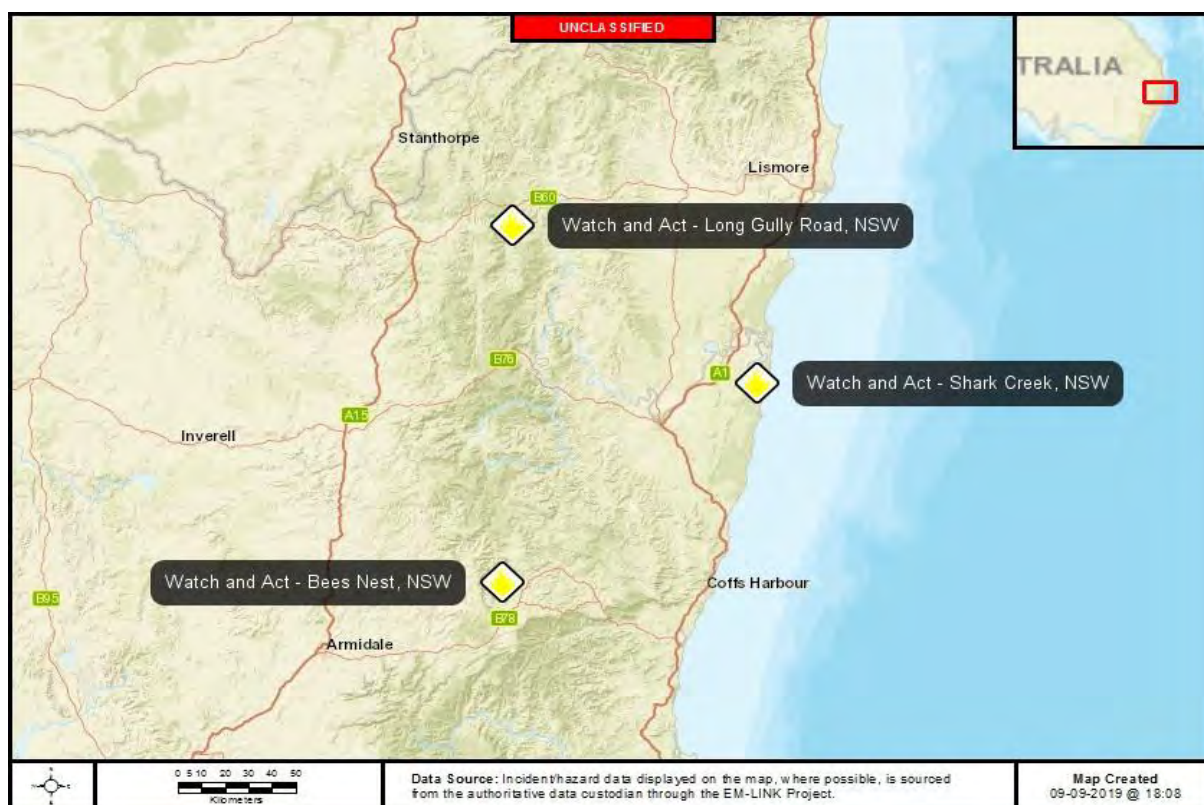 UNCLASSIFIED
TRALIA
Stanthorpe
Lismore
B60
Watch and Act - Long Gully Road, NSW
B76
A1
Watch and Act - Shark Creek, NSW
A15
Inverell
Watch and Act - Bees Nest, NSW
Coffs Harbour
B95
B78
Armidale
0 5 10 20 30 40 50
Kilometers
Data Source: Incident/hazard data displayed on the map, where possible, is sourced
from the authoritative data custodian through the EM-LINK Project.
Map Created
09-09-2019 @ 18:08